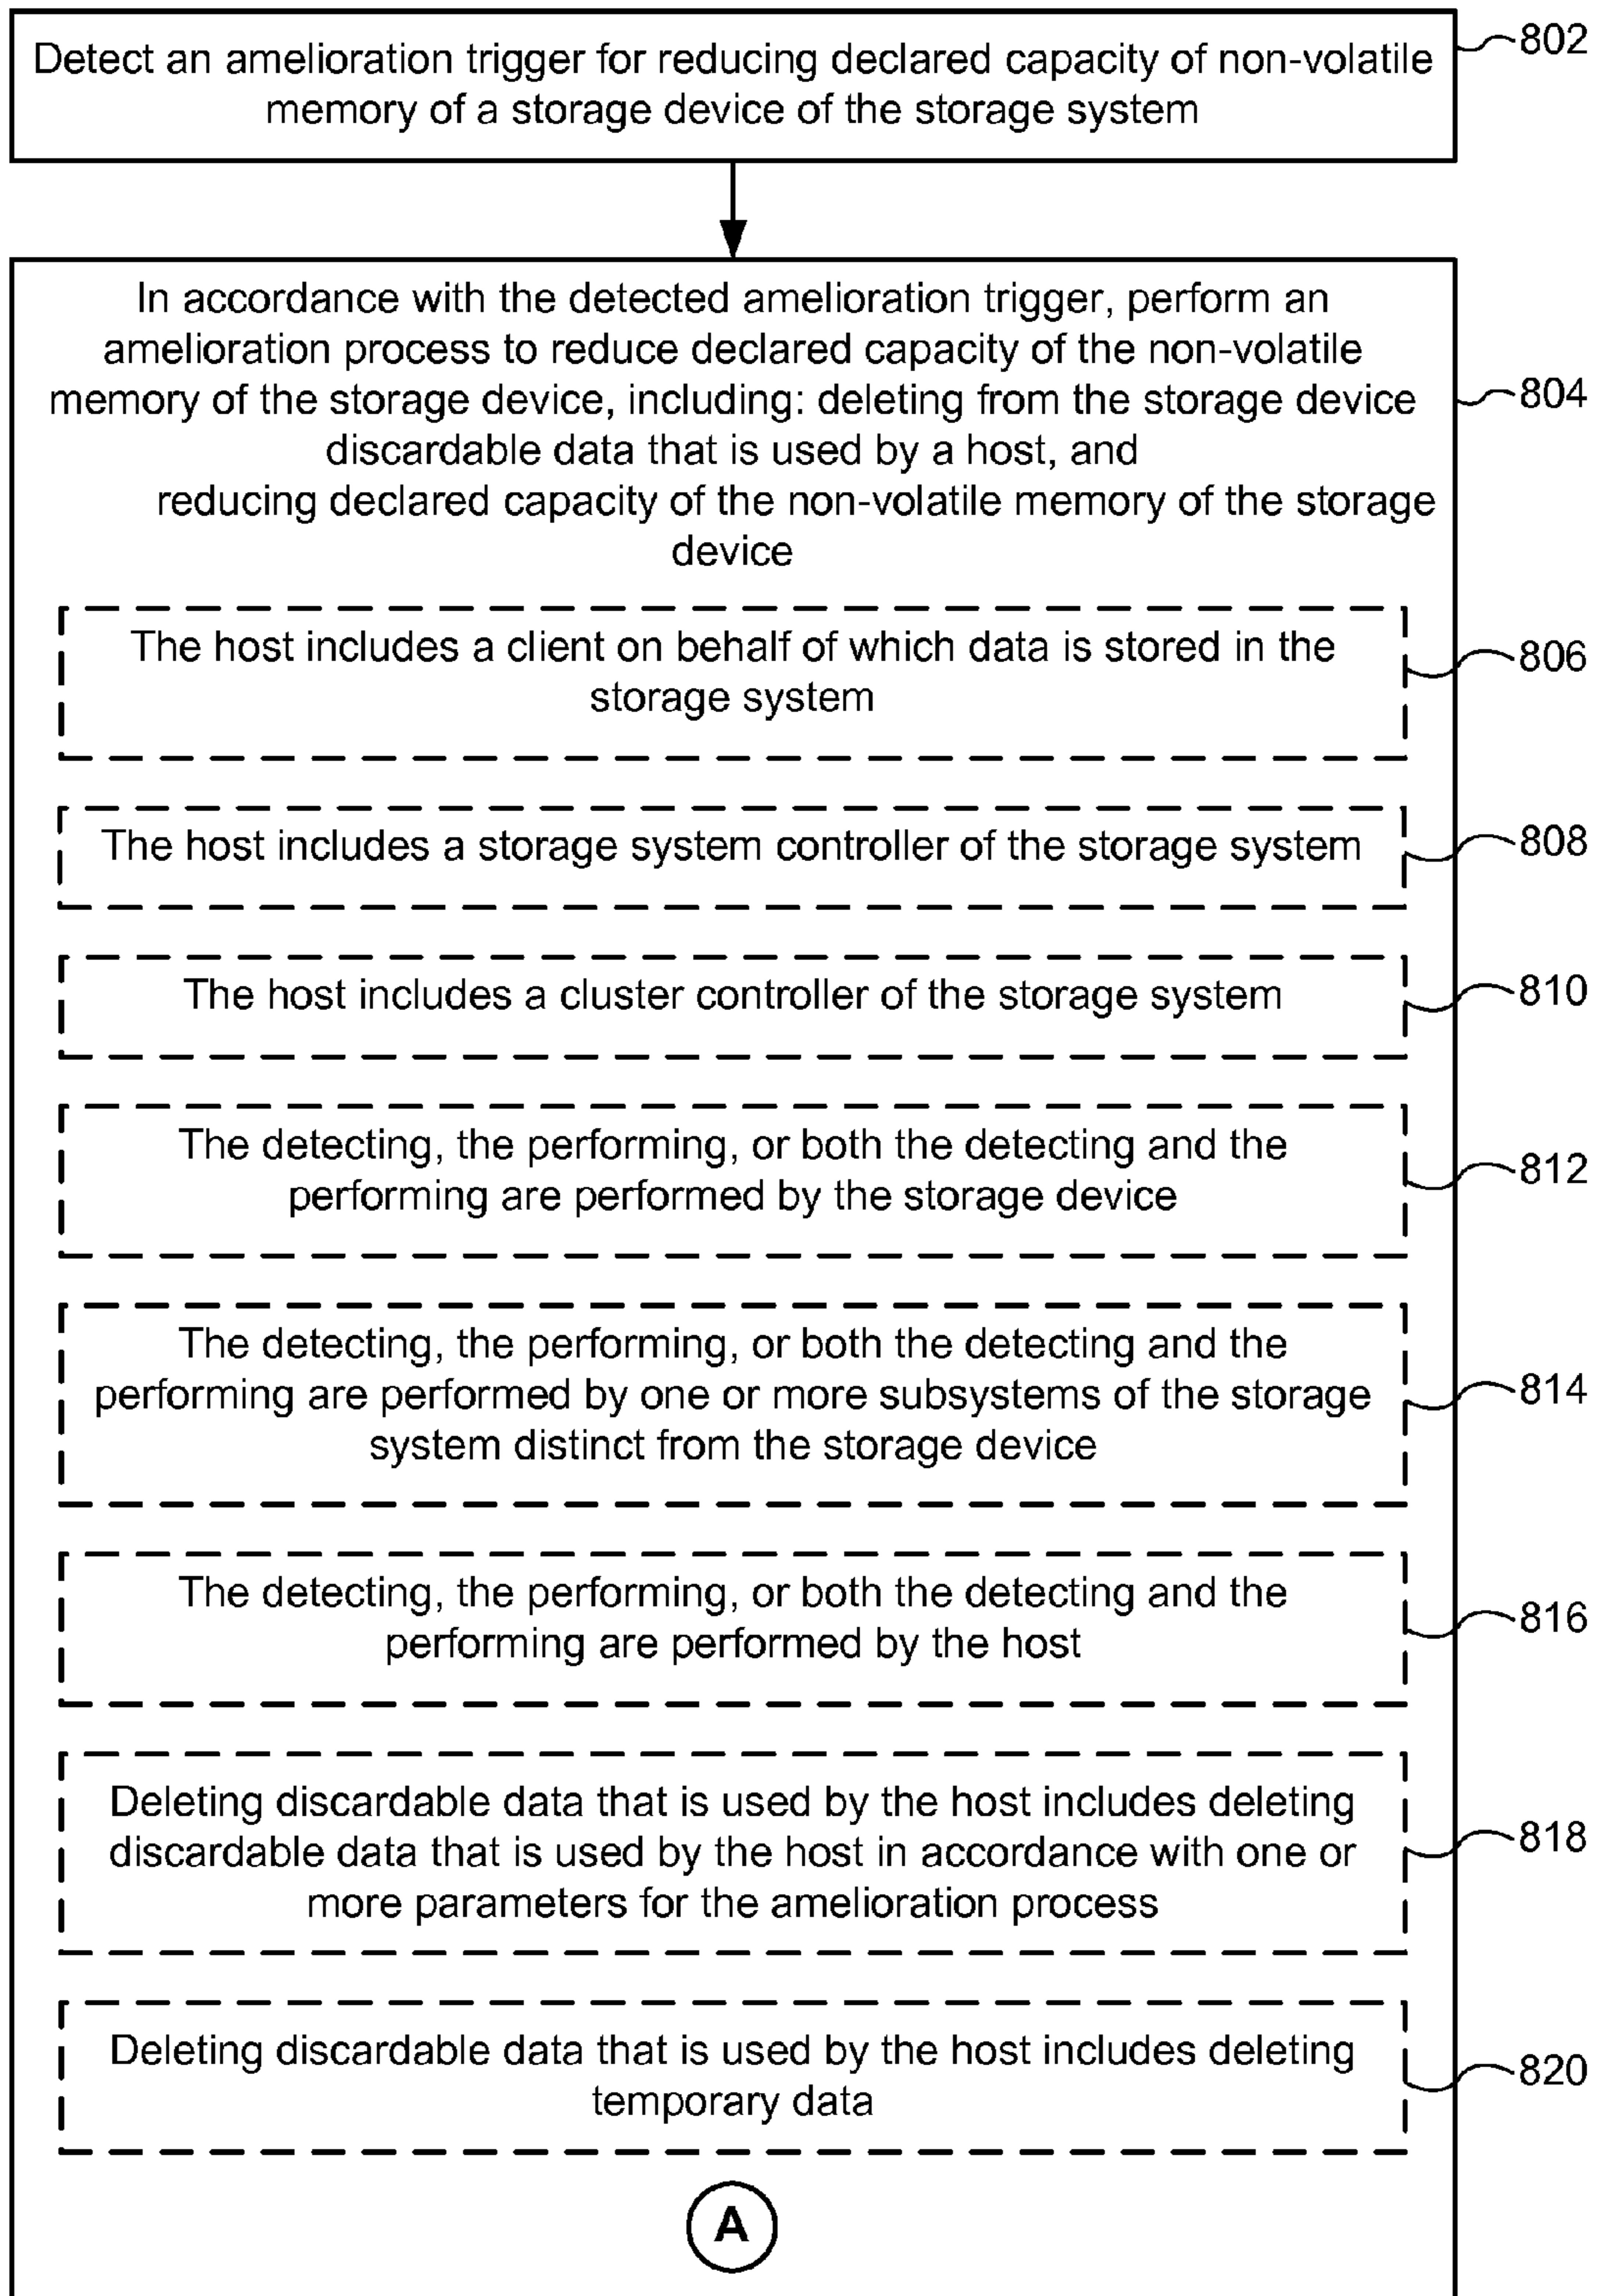 Detect an amelioration trigger for reducing declared capacity of non-volatile
memory of a storage device of the storage system
802
In accordance with the detected amelioration trigger, perform an
amelioration process to reduce declared capacity of the non-volatile
memory of the storage device, including: deleting from the storage device
discardable data that is used by a host, and
reducing declared capacity of the non-volatile memory of the storage
device
804
The host includes a client on behalf of which data is stored in the
storage system
806
The host includes a storage system controller of the storage system
808
The host includes a cluster controller of the storage system
810
The detecting, the performing, or both the detecting and the
performing are performed by the storage device
812
The detecting, the performing, or both the detecting and the
performing are performed by one or more subsystems of the storage
system distinct from the storage device
814
The detecting, the performing, or both the detecting and the
performing are performed by the host
816
Deleting discardable data that is used by the host includes deleting
discardable data that is used by the host in accordance with one or
more parameters for the amelioration process
818
Deleting discardable data that is used by the host includes deleting
temporary data
820
A